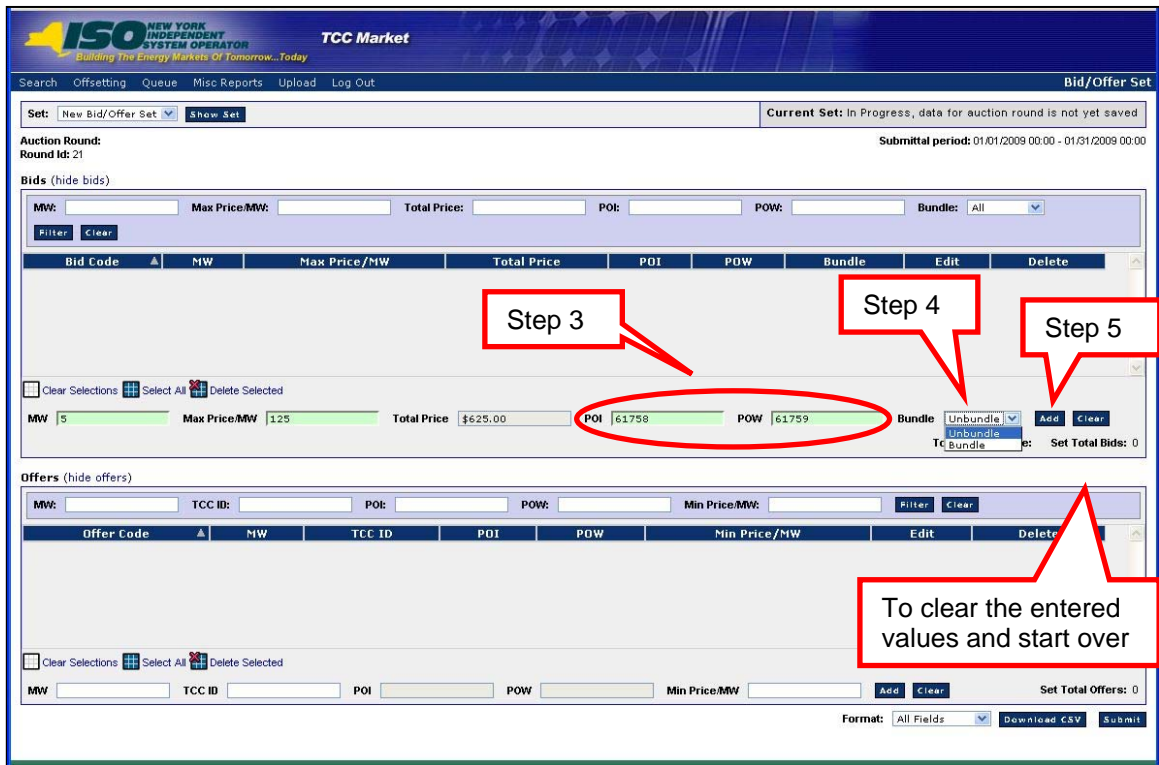 NEW YORK
ISO INDEPENDENT
SYSTEM OPERATOR
Building The Energy Markets Of Tomorrow...Today
TCC Market
Search Offsetting Queue Misc Reports Upload Log Out Bid/Offer Set
Set: New Bid/Offer Set Show Set Current Set: In Progress, data for auction round is not yet saved
Auction Round: Submittal period: 01/01/2009 00:00 - 01/31/2009 00:00
Round Id: 21
Bids (hide bids)
MW: Max Price/MW: Total Price: POI: POW: Bundle: All
Filter Clear
Bid Code MW Max Price/MW Total Price POI POW Bundle Edit Delete
Step 3
Step 4
Step 5
Clear Selections Select All Delete Selected
MW 5 Max Price/MW 125 Total Price $625.00 POI 61758 POW 61759 Bundle Unbundle Add Clear
Unbundle
Bundle
To e: Set Total Bids: 0
Offers (hide offers)
MW: TCC ID: POI: POW: Min Price/MW: Filter Clear
Offer Code MW TCC ID POI POW Min Price/MW Edit Delete
To clear the entered
values and start over
Clear Selections Select All Delete Selected
MW TCC ID POI POW Min Price/MW Add Clear Set Total Offers: 0
Format: All Fields Download CSV Submit